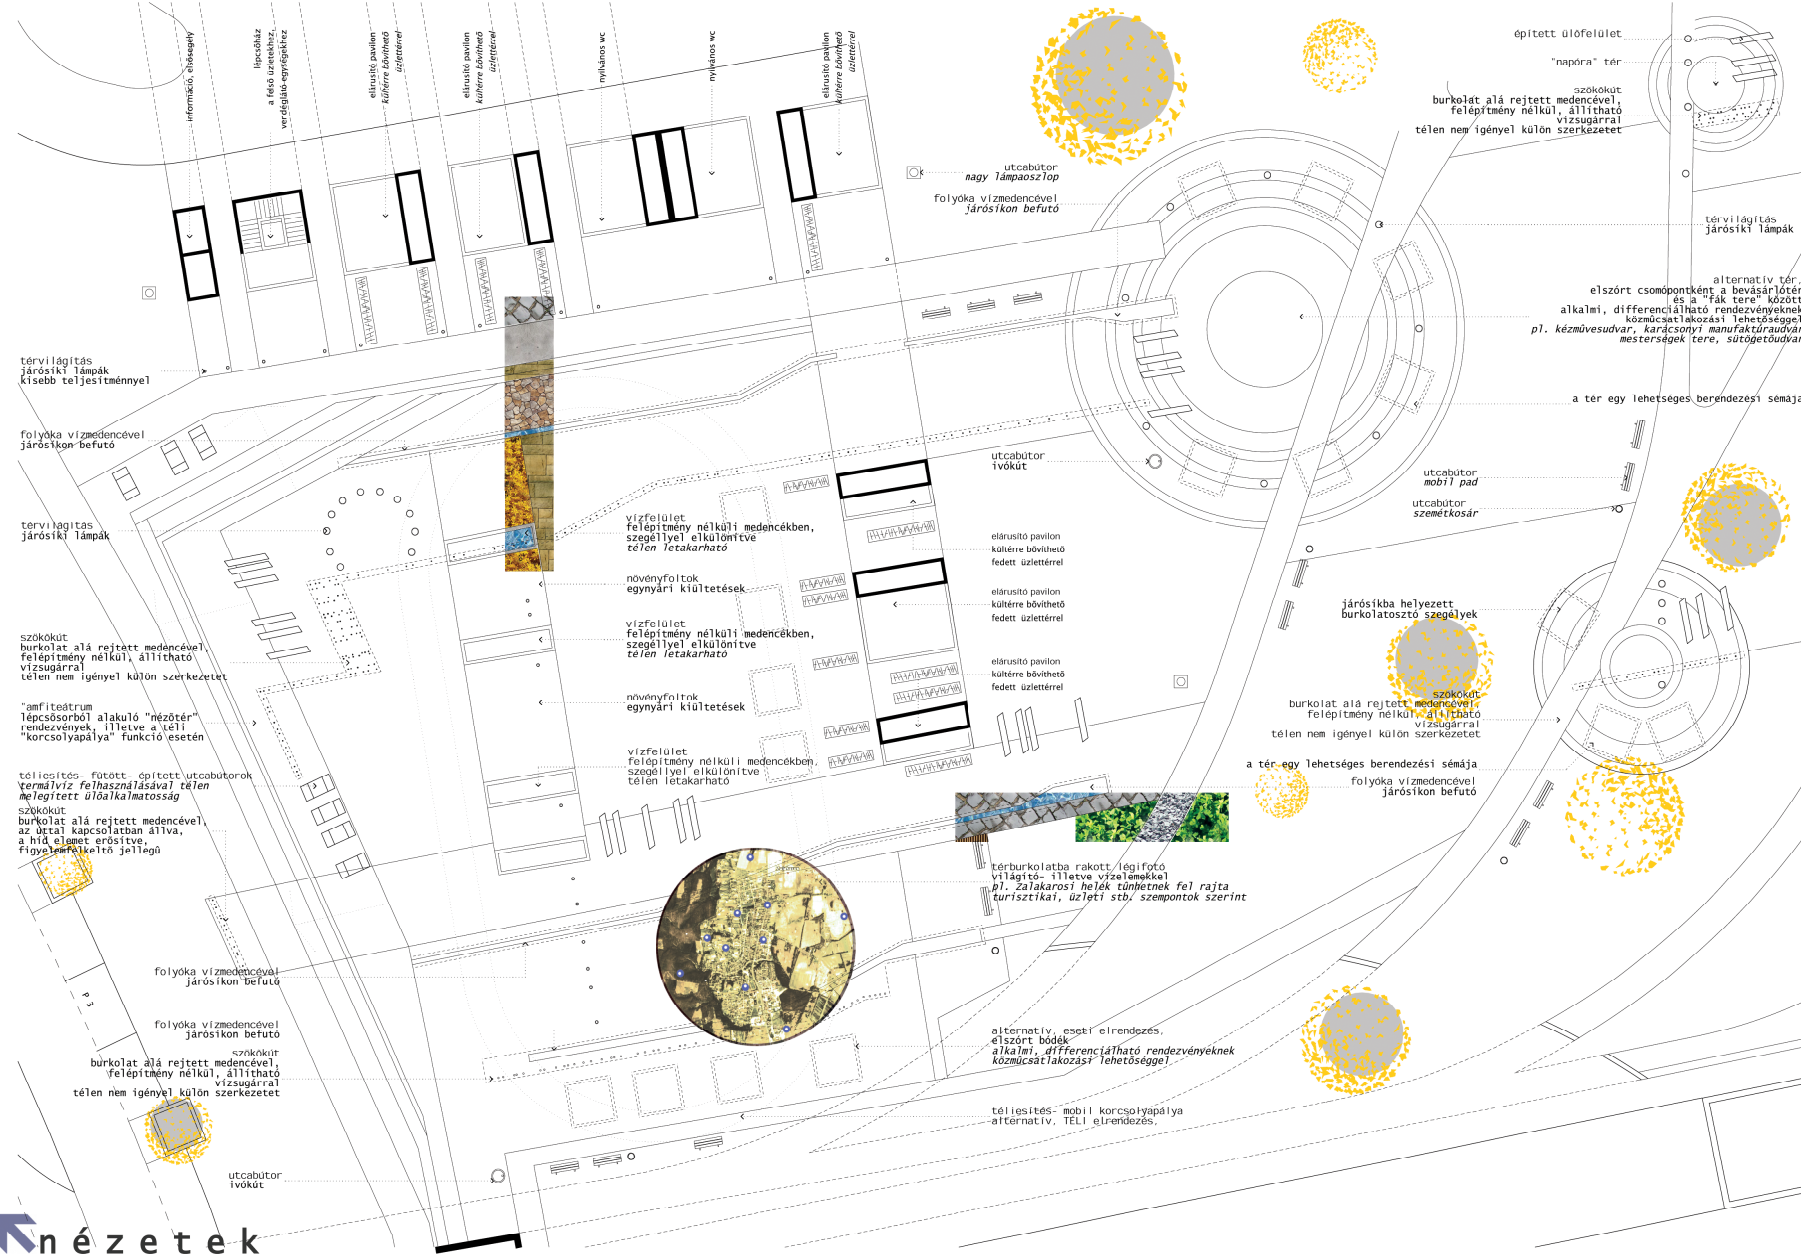 információ, elsősegély
lépcsőház
a felső üzletekhez,
vendéglátó egységekhez
elárusító pavilon
kültérre bővíthető
üzlettérrel
elárusító pavilon
kültérre bővíthető
üzlettérrel
nyilvános wc
nyilvános wc
elárusító pavilon
kültérre bővíthető
üzlettérrel
épített ülőfelület
"napóra" tér
szökőkút
burkolat alá rejtett medencével,
felépítmény nélkül, állítható
vízsugárral
télen nem igényel külön szerkezetet
utcabútor
nagy lámpaoszlop
folyóka vízmedencével
járósíkon befutó
térvilágítás
járósíki lámpák
alternatív tér,
elszórt csomópontként a bevásárlótér
és a "fák tere" között
alkalmi, differenciálható rendezvényeknek
közműcsatlakozási lehetőséggel
pl. kézművesudvar, karácsonyi manufaktúraudvar
mesterségek tere, sütögetőudvar
térvilágítás
járósíki lámpák
kisebb teljesítménnyel
a tér egy lehetséges berendezési sémája
folyóka vízmedencével
járósíkon befutó
utcabútor
ivókút
utcabútor
mobil pad
utcabútor
szemétkosár
térvilágítás
járósíki lámpák
vízfelület
felépítmény nélküli medencékben,
szegéllyel elkülönítve
télen letakarható
elárusító pavilon
kültérre bővíthető
fedett üzlettérrel
növényfoltok
egynyári kiültetések
elárusító pavilon
kültérre bővíthető
fedett üzlettérrel
járósíkba helyezett
burkolatosztó szegélyek
vízfelület
felépítmény nélküli medencékben,
szegéllyel elkülönítve
télen letakarható
szökőkút
burkolat alá rejtett medencével,
felépítmény nélkül, állítható
vízsugárral
télen nem igényel külön szerkezetet
elárusító pavilon
kültérre bővíthető
fedett üzlettérrel
növényfoltok
egynyári kiültetések
szökőkút
burkolat alá rejtett medencével,
felépítmény nélkül, állítható
vízsugárral
télen nem igényel külön szerkezetet
"amfiteátrum
lépcsősorból alakuló "nézőtér"
rendezvények, illetve a téli
"korcsolyapálya" funkció esetén
vízfelület
felépítmény nélküli medencékben,
szegéllyel elkülönítve
télen letakarható
a tér egy lehetséges berendezési sémája
folyóka vízmedencével
járósíkon befutó
téliesítés- fűtött- épített utcabútorok
termálvíz felhasználásával télen
melegített ülőalkalmatosság
szökőkút
burkolat alá rejtett medencével,
az úttal kapcsolatban állva,
a híd elemet erősítve,
figyelemfelkeltő jellegű
térburkolatba rakott légifotó
világító- illetve vízelemekkel
pl. Zalakarosi helyek tűnhetnek fel rajta
turisztikai, üzleti stb. szempontok szerint
folyóka vízmedencével
járósíkon befutó
P 3
folyóka vízmedencével
járósíkon befutó
szökőkút
burkolat alá rejtett medencével,
felépítmény nélkül, állítható
vízsugárral
télen nem igényel külön szerkezetet
alternatív, eseti elrendezés,
elszórt bódék
alkalmi, differenciálható rendezvényeknek
közműcsatlakozási lehetőséggel
téliesítés- mobil korcsolyapálya
alternatív, TÉLI elrendezés,
utcabútor
ivókút
nézetek